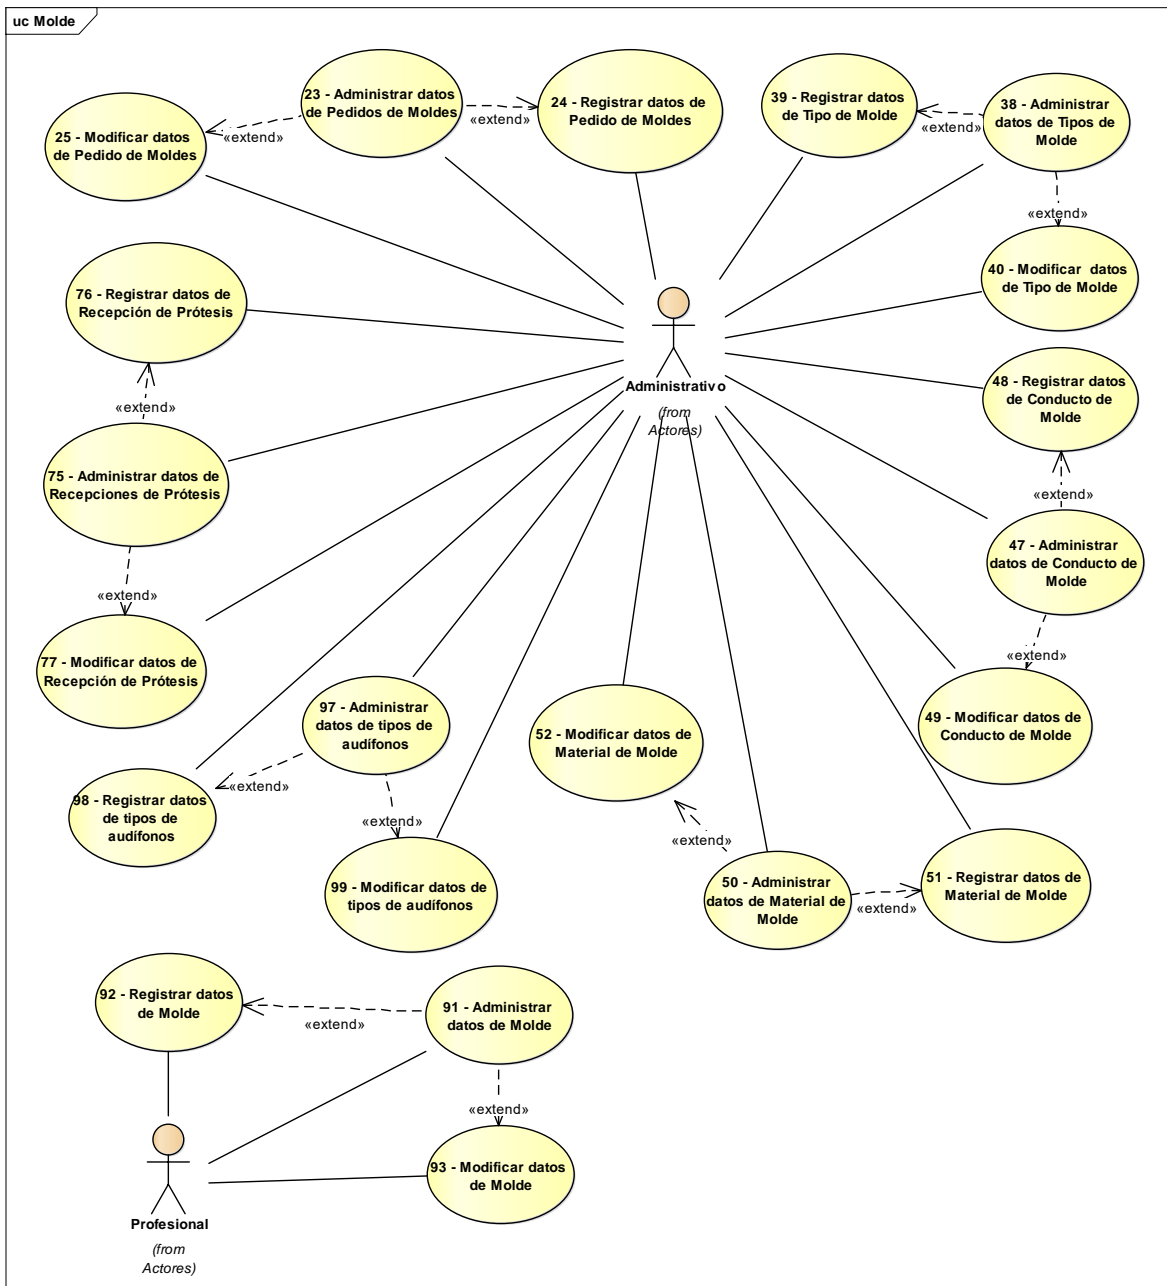 uc Molde
23 - Administrar datos
de Pedidos de Moldes
24 - Registrar datos de
Pedido de Moldes
39 - Registrar datos
de Tipo de Molde
38 - Administrar
datos de Tipos de
Molde
25 - Modificar datos
de Pedido de Moldes
«extend»
«extend»
«extend»
«extend»
40 - Modificar  datos
de Tipo de Molde
76 - Registrar datos de
Recepción de Prótesis
Administrativo
(from
Actores)
48 - Registrar datos
de Conducto de
Molde
«extend»
75 - Administrar datos de
Recepciones de Prótesis
«extend»
47 - Administrar
datos de Conducto de
Molde
«extend»
«extend»
77 - Modificar datos de
Recepción de Prótesis
97 - Administrar
datos de tipos de
audífonos
52 - Modificar datos de
Material de Molde
49 - Modificar datos de
Conducto de Molde
«extend»
98 - Registrar datos
de tipos de
audífonos
«extend»
«extend»
99 - Modificar datos de
tipos de audífonos
50 - Administrar
datos de Material de
Molde
«extend»
51 - Registrar datos de
Material de Molde
92 - Registrar datos
de Molde
«extend»
91 - Administrar
datos de Molde
«extend»
93 - Modificar datos
de Molde
Profesional
(from
Actores)